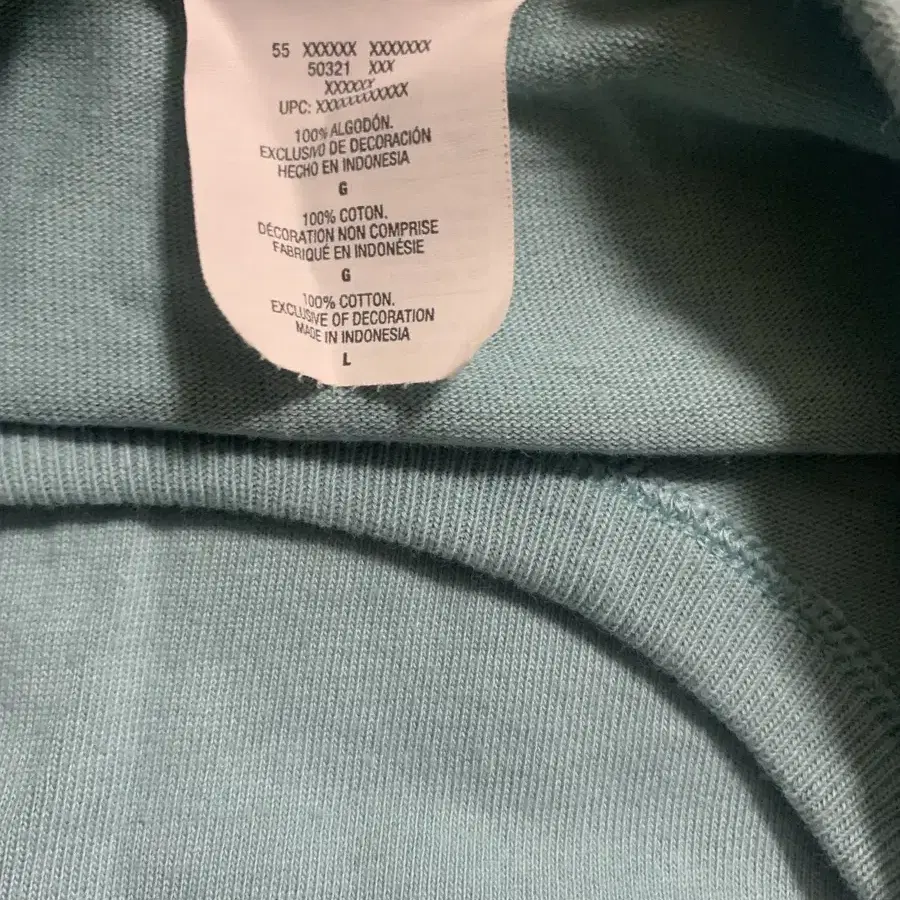 55 XXXXXX XXXXXXX
50321 XXX
XXXXXX
UPC: XXXXXXXXXXXX
100% ALGODÓN.
EXCLUSIVO DE DECORACIÓN
HECHO EN INDONESIA
G
100% COTON.
DÉCORATION NON COMPRISE
FABRIQUÉ EN INDONÉSIE
G
100% COTTON.
EXCLUSIVE OF DECORATION
MADE IN INDONESIA
L